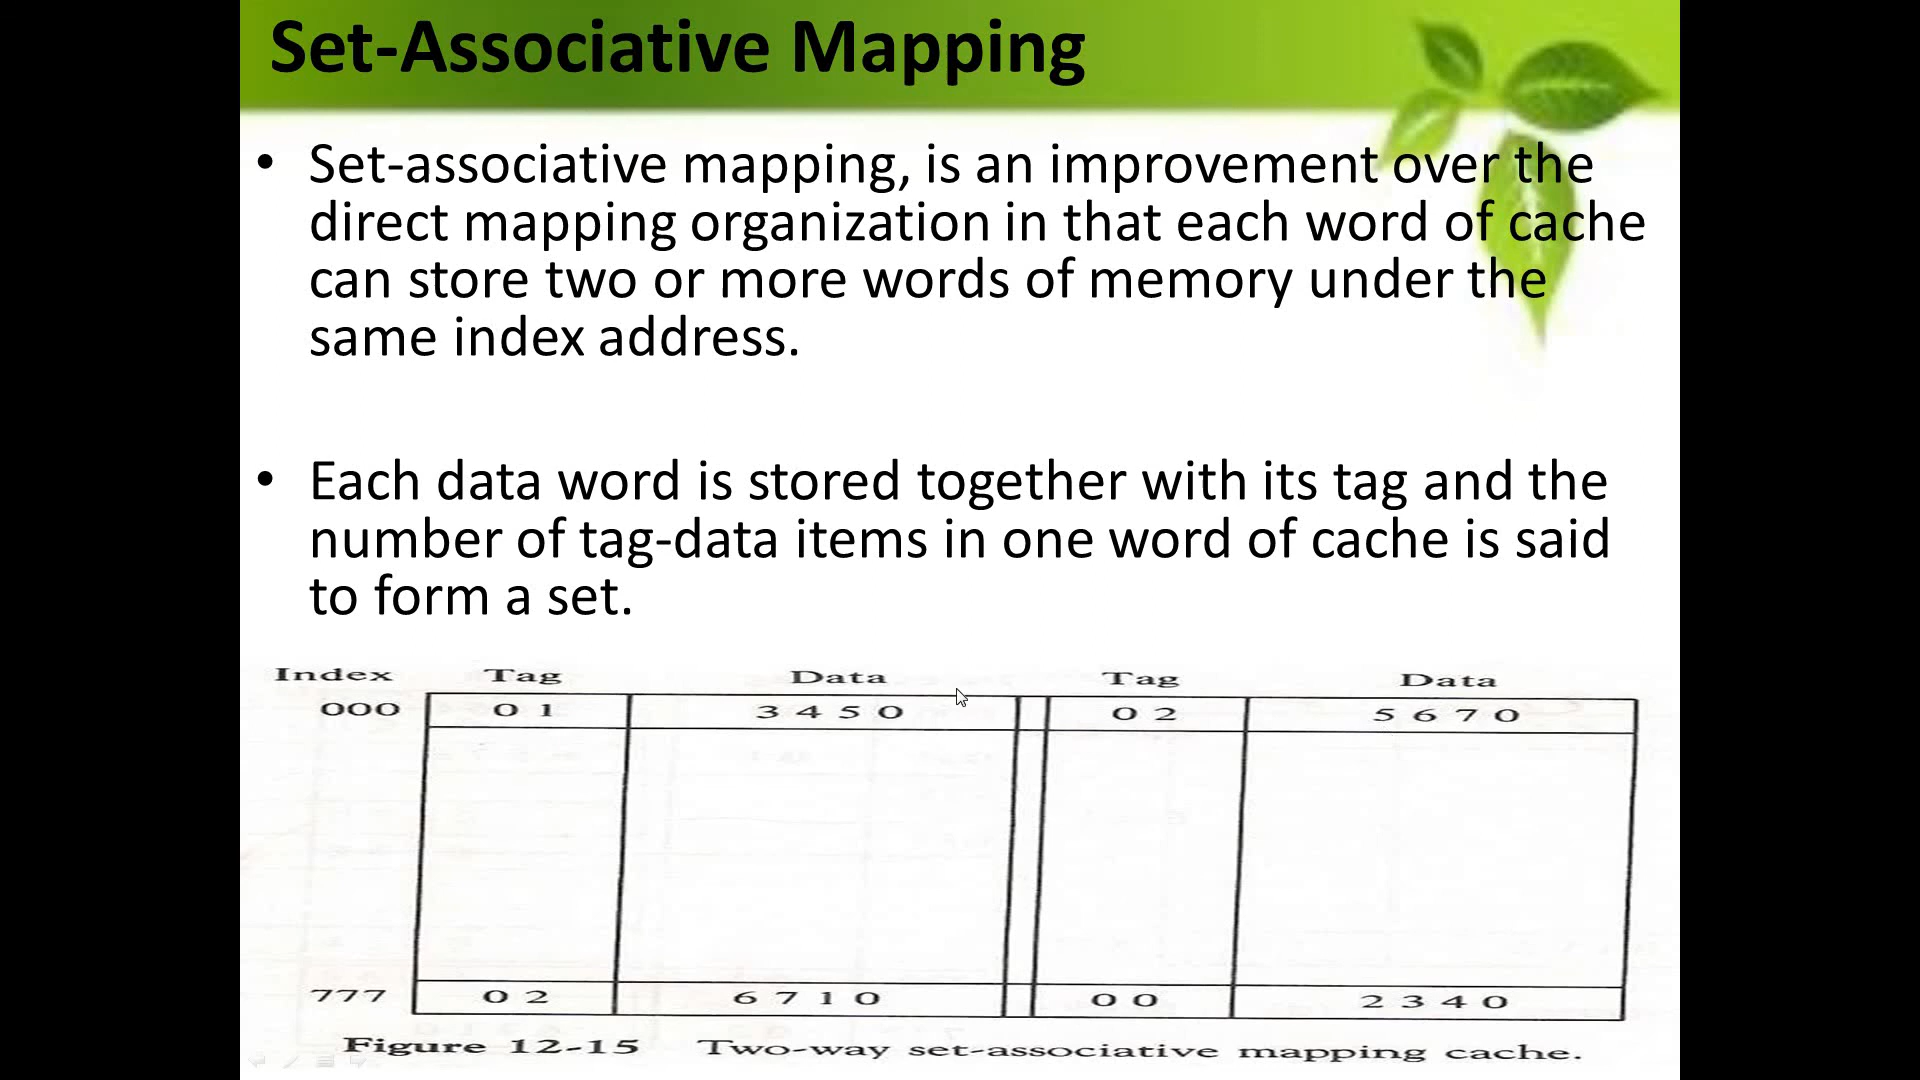 Set-Associative Mapping
• Set-associative mapping, is an improvement over the
direct mapping organization in that each word of cache
can store two or more words of memory under the
same index address.
• Each data word is stored together with its tag and the
number of tag-data items in one word of cache is said
to form a set.
Index Tag Data Tag Data
000 0 1 3 4 5 0 0 2 5 6 7 0
777 0 2 6 7 1 0 0 0 2 3 4 0
Figure 12-15 Two-way set-associative mapping cache.